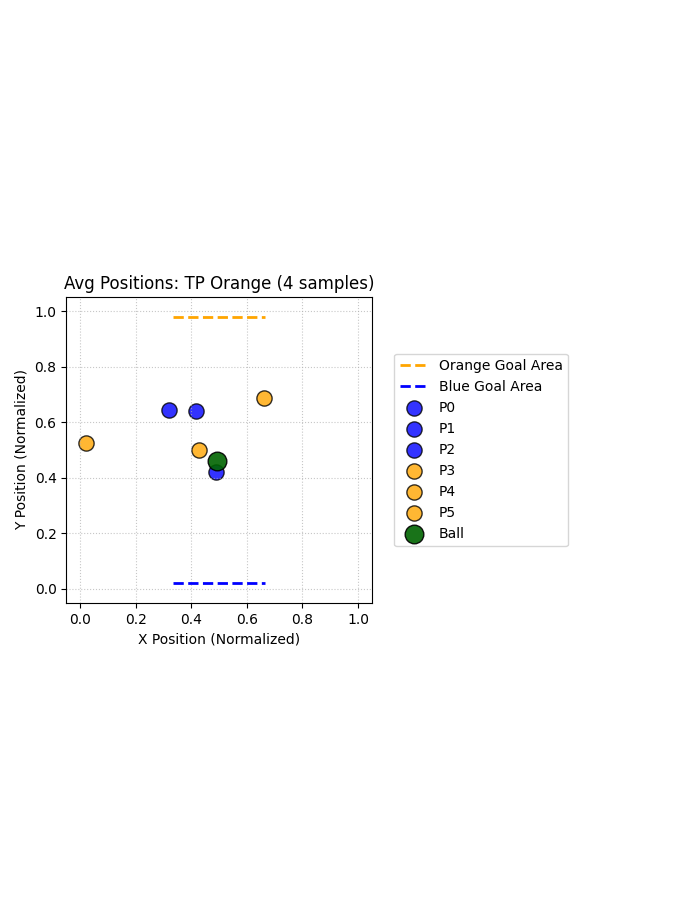 Avg Positions: TP Orange (4 samples)
1.0
0.8
0.6
0.4
0.2
0.0
Y Position (Normalized)
0.0 0.2 0.4 0.6 0.8 1.0
X Position (Normalized)
Orange Goal Area
Blue Goal Area
P0
P1
P2
P3
P4
P5
Ball